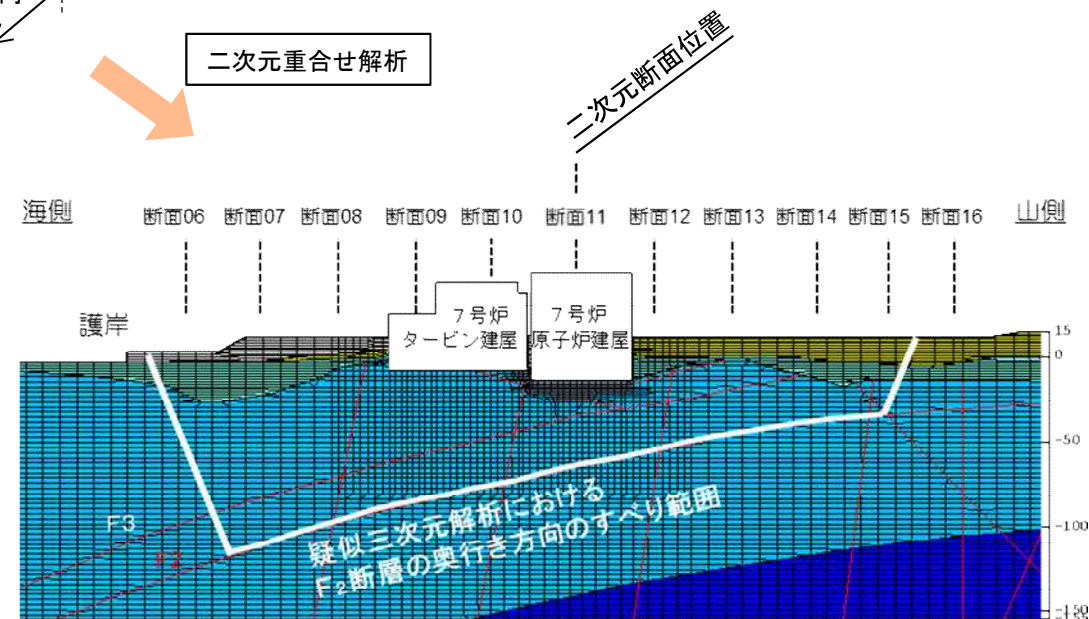 二次元重合せ解析
二次元断面位置
海側
断面06 断面07 断面08 断面09 断面10 断面11 断面12 断面13 断面14 断面15 断面16
山側
護岸
7号炉
タービン建屋
7号炉
原子炉建屋
15
0
-50
-100
-150
F3
F2
疑似三次元解析における
F₂断層の奥行き方向のすべり範囲